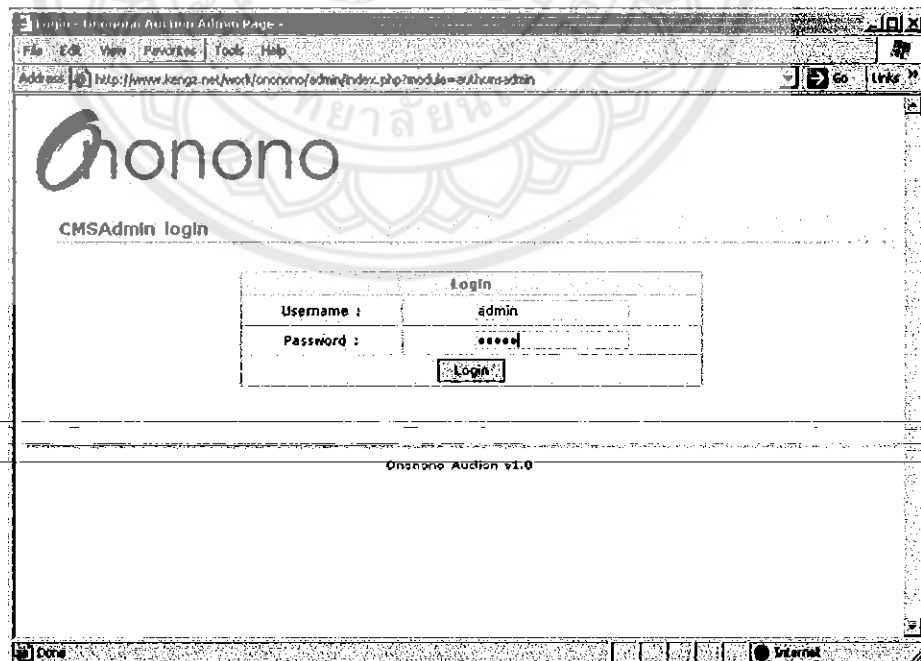 Login - Ononono Auction Admin Page -
File Edit View Favorites Tools Help
Address http://www.kengz.net/work/ononono/admin/index.php?module=authorisadmin Go Links »
Ononono
CMSAdmin login
Login
Username : admin
Password : •••••
Login
Ononono Auction v1.0
Done Internet